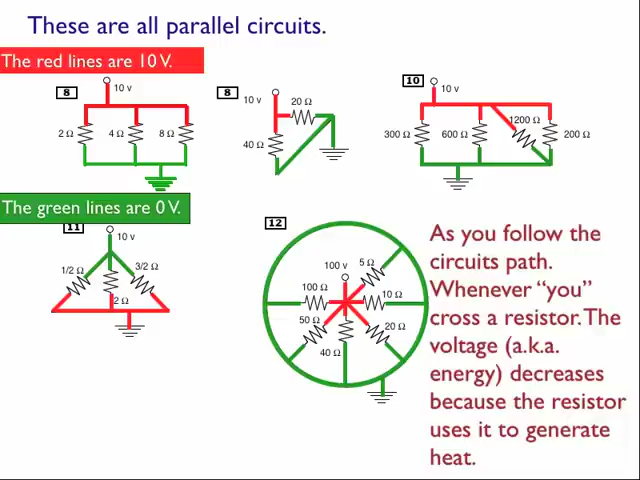 These are all parallel circuits.
The red lines are 10 V.
8
10 v
2 Ω
4 Ω
8 Ω
8
10 v
20 Ω
40 Ω
10
10 v
300 Ω
600 Ω
1200 Ω
200 Ω
The green lines are 0 V.
11
10 v
1/2 Ω
3/2 Ω
2 Ω
12
100 v
5 Ω
100 Ω
10 Ω
50 Ω
20 Ω
40 Ω
As you follow the
circuits path.
Whenever “you”
cross a resistor. The
voltage (a.k.a.
energy) decreases
because the resistor
uses it to generate
heat.